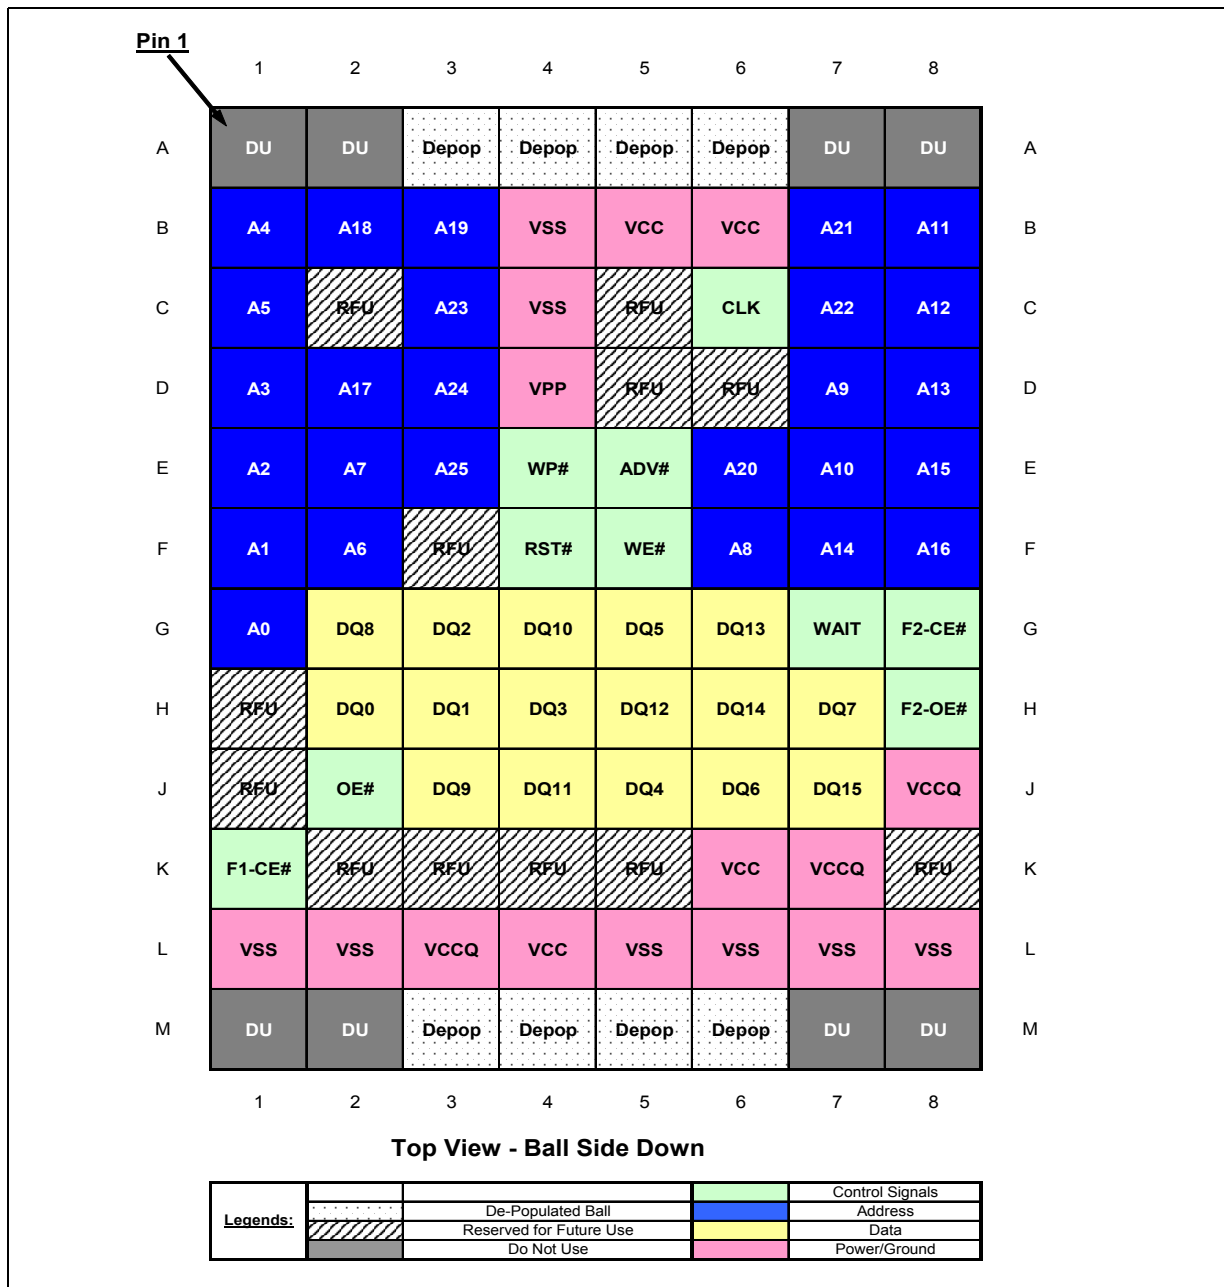 Pin 1
1 2 3 4 5 6 7 8
A DU DU Depop Depop Depop Depop DU DU A
B A4 A18 A19 VSS VCC VCC A21 A11 B
C A5 RFU A23 VSS RFU CLK A22 A12 C
D A3 A17 A24 VPP RFU RFU A9 A13 D
E A2 A7 A25 WP# ADV# A20 A10 A15 E
F A1 A6 RFU RST# WE# A8 A14 A16 F
G A0 DQ8 DQ2 DQ10 DQ5 DQ13 WAIT F2-CE# G
H RFU DQ0 DQ1 DQ3 DQ12 DQ14 DQ7 F2-OE# H
J RFU OE# DQ9 DQ11 DQ4 DQ6 DQ15 VCCQ J
K F1-CE# RFU RFU RFU RFU VCC VCCQ RFU K
L VSS VSS VCCQ VCC VSS VSS VSS VSS L
M DU DU Depop Depop Depop Depop DU DU M
1 2 3 4 5 6 7 8
Top View - Ball Side Down
Legends:
Control Signals
De-Populated Ball Address
Reserved for Future Use Data
Do Not Use Power/Ground